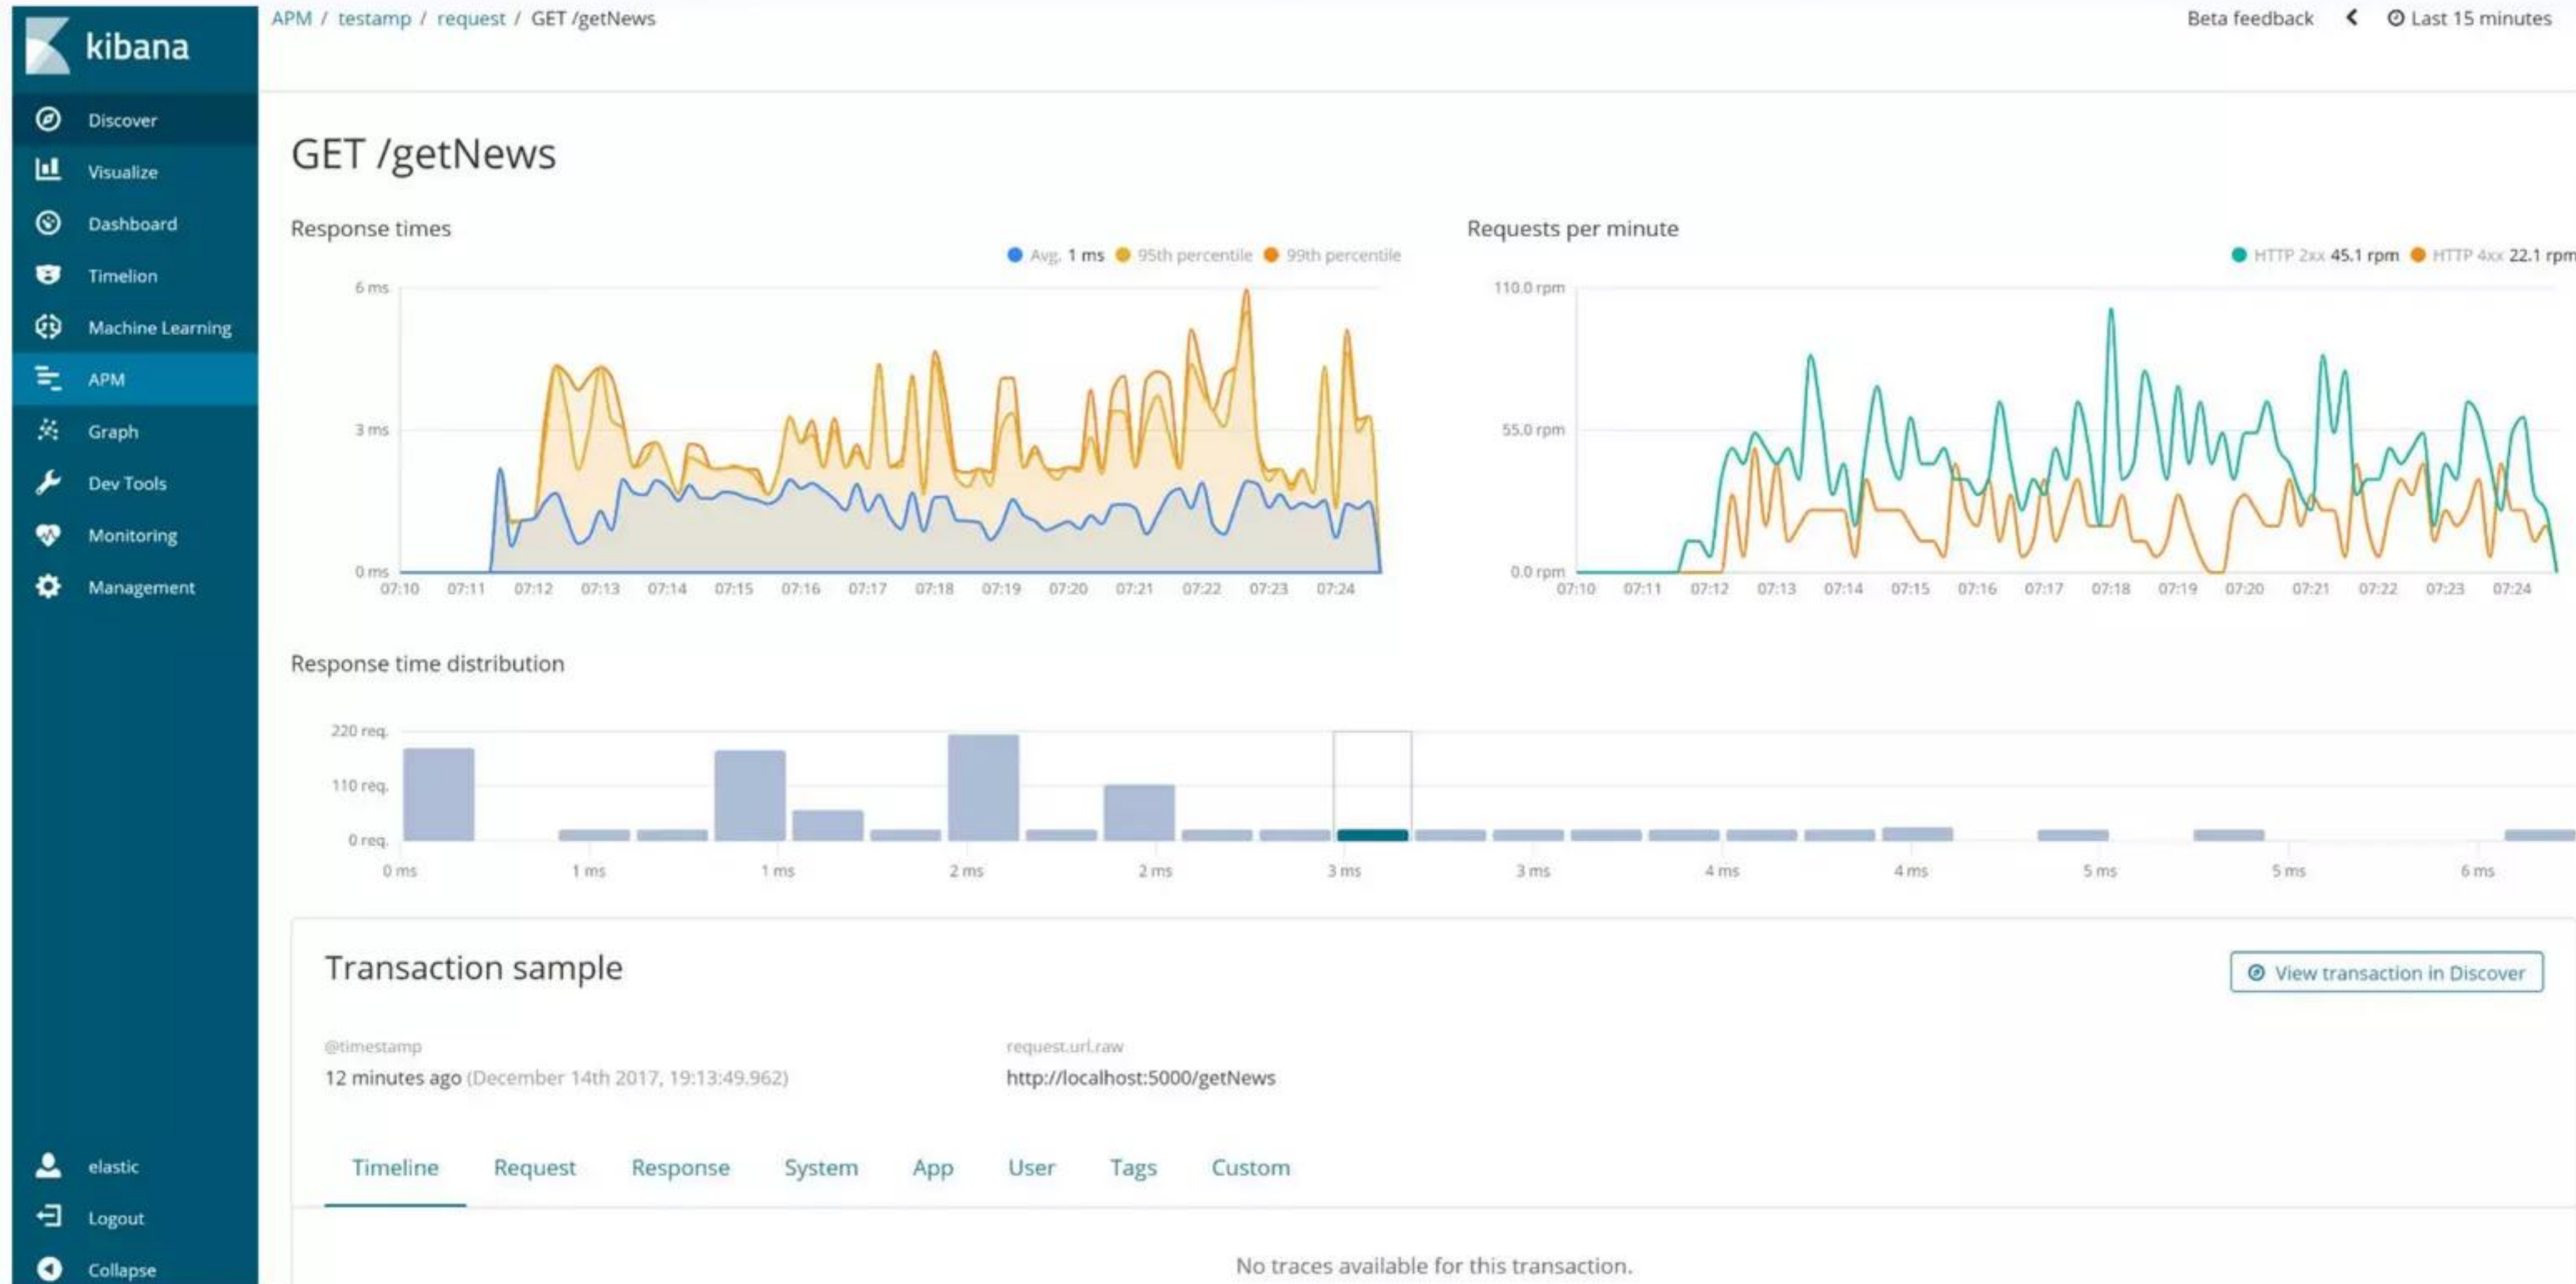 kibana
Discover
Visualize
Dashboard
Timelion
Machine Learning
APM
Graph
Dev Tools
Monitoring
Management
elastic
Logout
Collapse
APM / testamp / request / GET /getNews
Beta feedback Last 15 minutes
GET /getNews
Response times
Avg. 1 ms 95th percentile 99th percentile
6 ms
3 ms
0 ms
07:10 07:11 07:12 07:13 07:14 07:15 07:16 07:17 07:18 07:19 07:20 07:21 07:22 07:23 07:24
Requests per minute
HTTP 2xx 45.1 rpm HTTP 4xx 22.1 rpm
110.0 rpm
55.0 rpm
0.0 rpm
07:10 07:11 07:12 07:13 07:14 07:15 07:16 07:17 07:18 07:19 07:20 07:21 07:22 07:23 07:24
Response time distribution
220 req.
110 req.
0 req.
0 ms 1 ms 1 ms 2 ms 2 ms 3 ms 3 ms 4 ms 4 ms 5 ms 5 ms 6 ms
Transaction sample
View transaction in Discover
@timestamp
12 minutes ago (December 14th 2017, 19:13:49.962)
request.url.raw
http://localhost:5000/getNews
Timeline Request Response System App User Tags Custom
No traces available for this transaction.